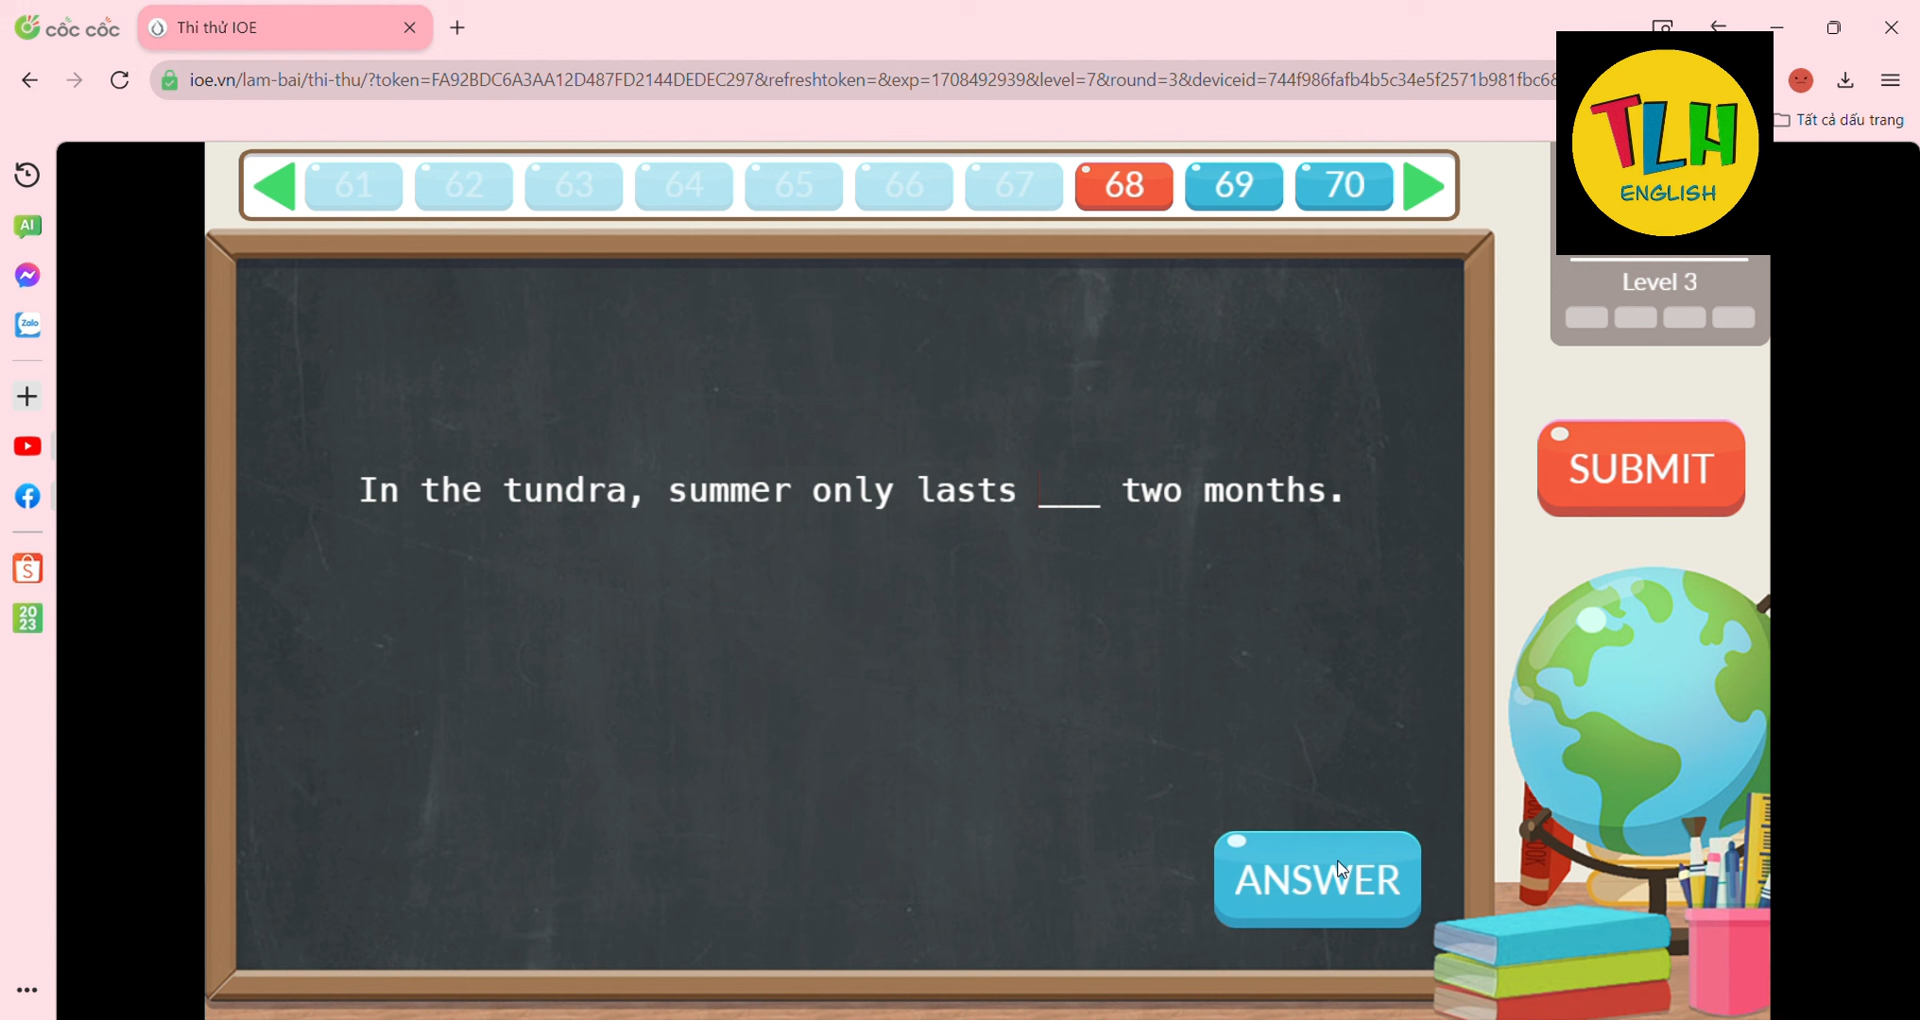 cốc cốc
Thi thử IOE
ioe.vn/lam-bai/thi-thu/?token=FA92BDC6A3AA12D487FD2144DEDEC297&refreshtoken=&exp=1708492939&level=7&round=3&deviceid=744f986fafb4b5c34e5f2571b981fbc6
Tất cả dấu trang
TLH
ENGLISH
AI
Zalo
S
20
23
61 62 63 64 65 66 67 68 69 70
Level 3
In the tundra, summer only lasts ___ two months.
SUBMIT
ANSWER